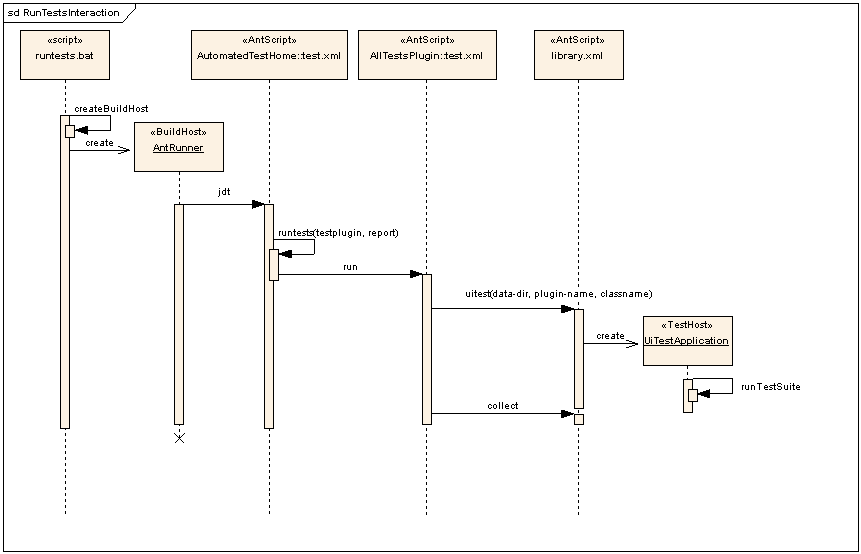 sd RunTestsInteraction
«script»
runtests.bat
«AntScript»
AutomatedTestHome::test.xml
«AntScript»
AllTestsPlugin::test.xml
«AntScript»
library.xml
createBuildHost
create
«BuildHost»
AntRunner
jdt
runtests(testplugin, report)
run
uitest(data-dir, plugin-name, classname)
create
«TestHost»
UiTestApplication
runTestSuite
collect